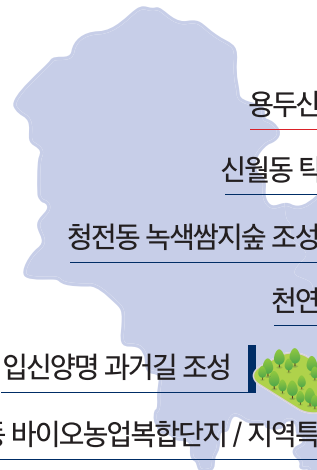 용두산
신월동 탁
청전동 녹색쌈지숲 조성
천연
입신양명 과거길 조성
바이오농업복합단지 / 지역특